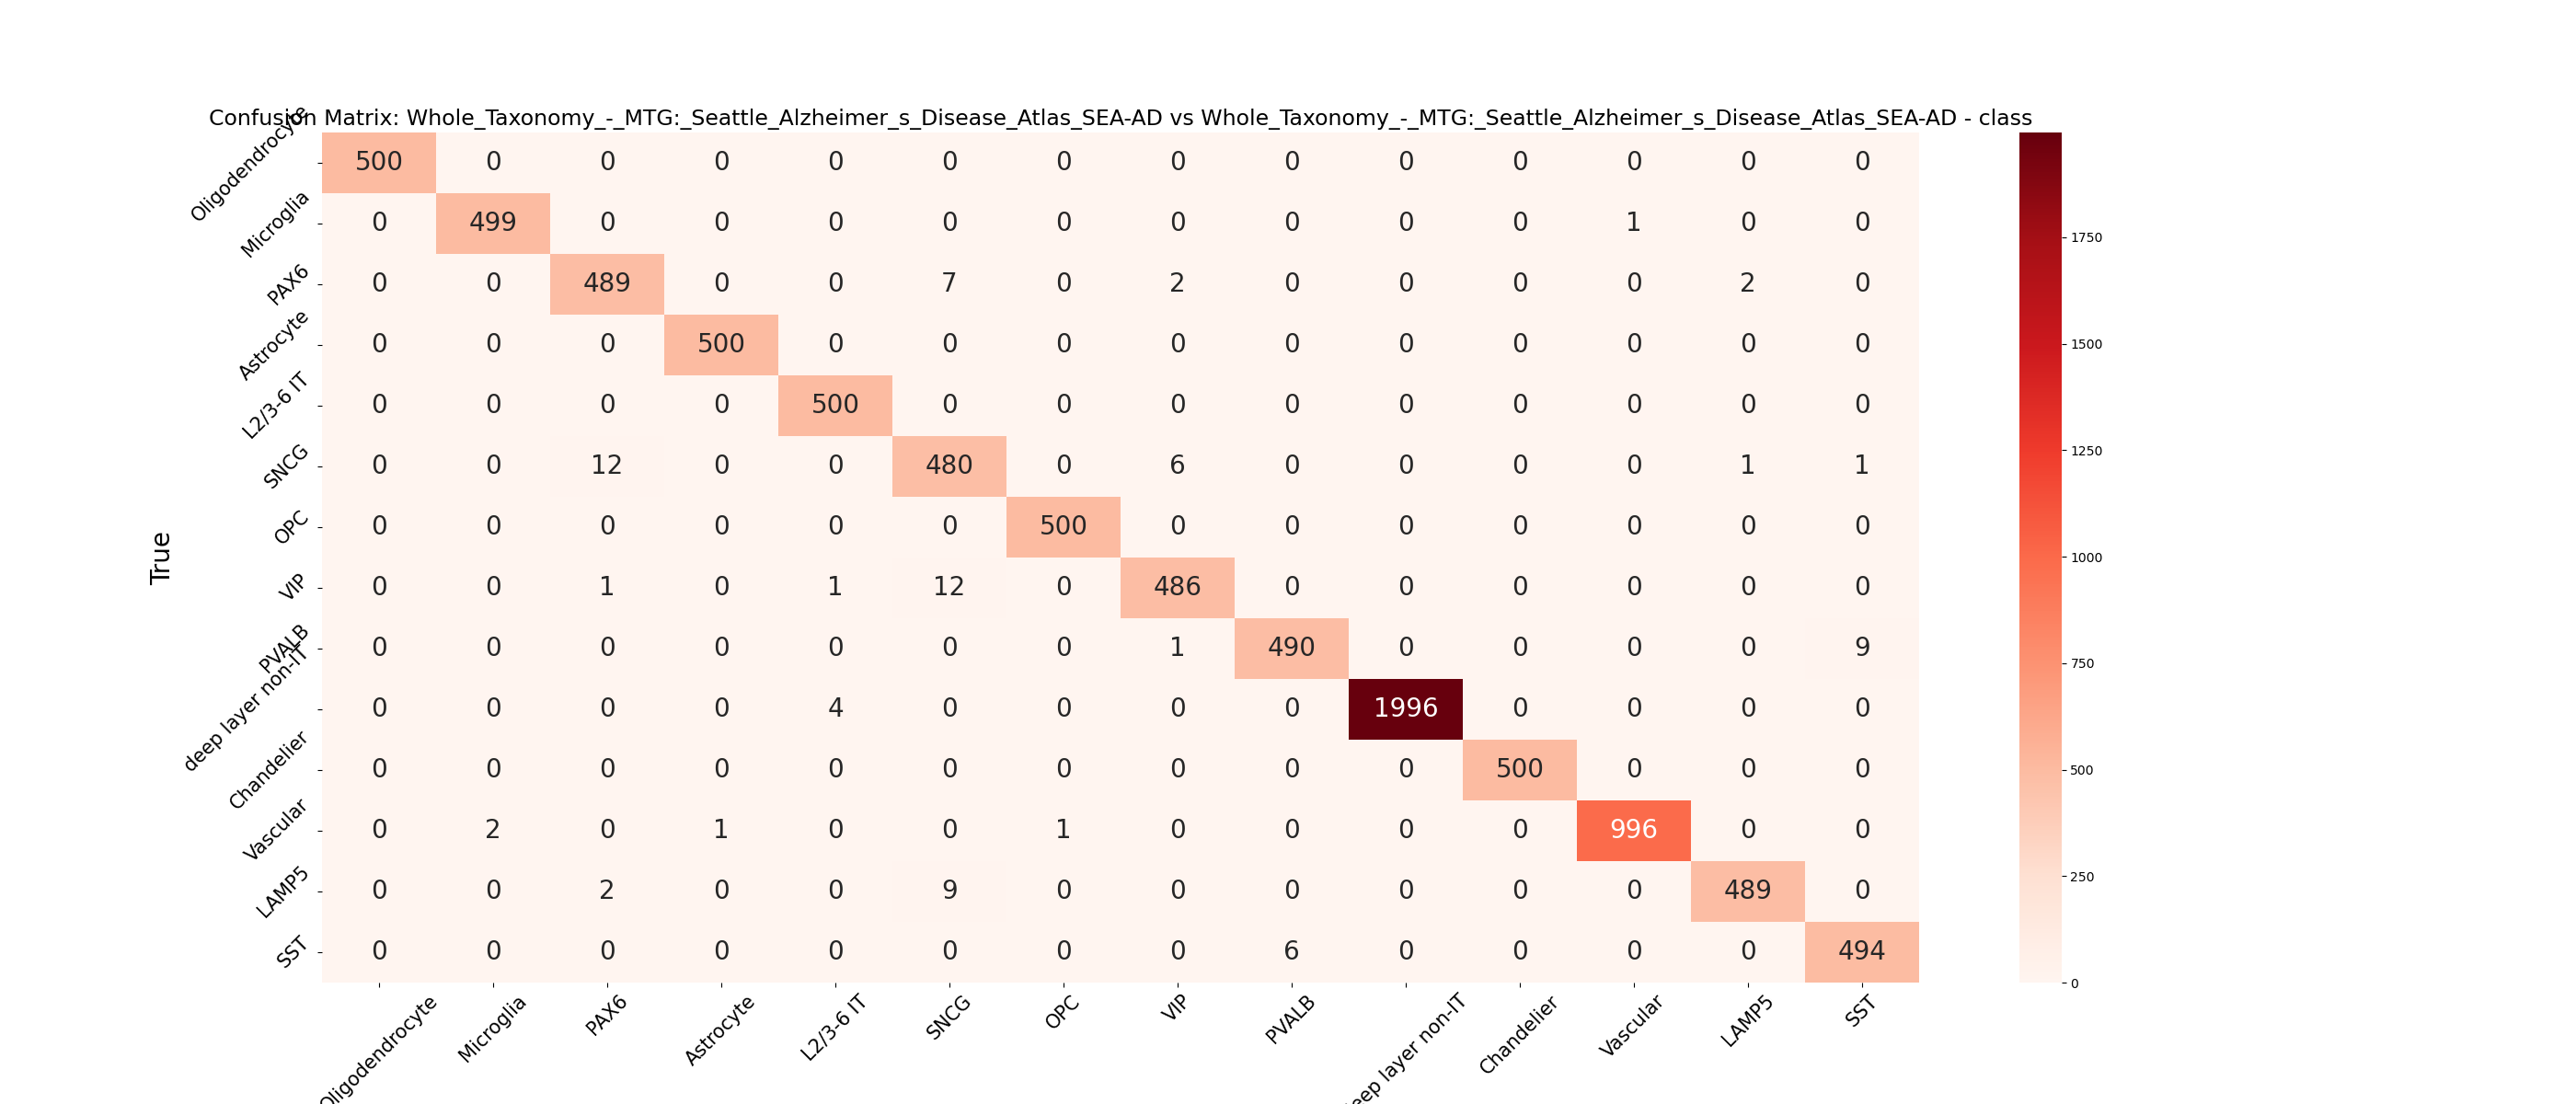 Confusion Matrix: Whole_Taxonomy_-_MTG:_Seattle_Alzheimer_s_Disease_Atlas_SEA-AD vs Whole_Taxonomy_-_MTG:_Seattle_Alzheimer_s_Disease_Atlas_SEA-AD - class
True
Oligodendrocyte 500 0 0 0 0 0 0 0 0 0 0 0 0 0
Microglia 0 499 0 0 0 0 0 0 0 0 0 1 0 0
PAX6 0 0 489 0 0 7 0 2 0 0 0 0 2 0
Astrocyte 0 0 0 500 0 0 0 0 0 0 0 0 0 0
L2/3-6 IT 0 0 0 0 500 0 0 0 0 0 0 0 0 0
SNCG 0 0 12 0 0 480 0 6 0 0 0 0 1 1
OPC 0 0 0 0 0 0 500 0 0 0 0 0 0 0
VIP 0 0 1 0 1 12 0 486 0 0 0 0 0 0
PVALB 0 0 0 0 0 0 0 1 490 0 0 0 0 9
deep layer non-IT 0 0 0 0 4 0 0 0 0 1996 0 0 0 0
Chandelier 0 0 0 0 0 0 0 0 0 0 500 0 0 0
Vascular 0 2 0 1 0 0 1 0 0 0 0 996 0 0
LAMP5 0 0 2 0 0 9 0 0 0 0 0 0 489 0
SST 0 0 0 0 0 0 0 0 6 0 0 0 0 494
Oligodendrocyte Microglia PAX6 Astrocyte L2/3-6 IT SNCG OPC VIP PVALB layer non-IT Chandelier Vascular LAMP5 SST
1750
1500
1250
1000
750
500
250
0